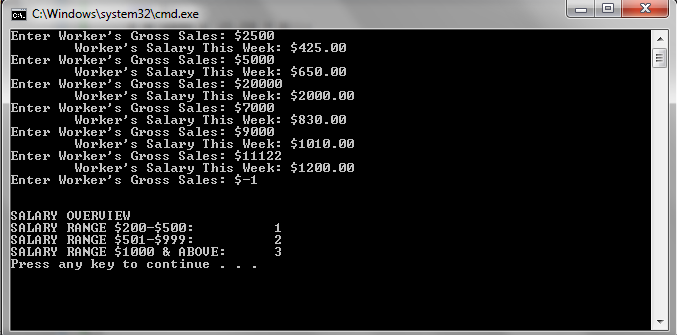 C:\Windows\system32\cmd.exe
Enter Worker's Gross Sales: $2500
Worker's Salary This Week: $425.00
Enter Worker's Gross Sales: $5000
Worker's Salary This Week: $650.00
Enter Worker's Gross Sales: $20000
Worker's Salary This Week: $2000.00
Enter Worker's Gross Sales: $7000
Worker's Salary This Week: $830.00
Enter Worker's Gross Sales: $9000
Worker's Salary This Week: $1010.00
Enter Worker's Gross Sales: $11122
Worker's Salary This Week: $1200.00
Enter Worker's Gross Sales: $-1
SALARY OVERVIEW
SALARY RANGE $200-$500: 1
SALARY RANGE $501-$999: 2
SALARY RANGE $1000 & ABOVE: 3
Press any key to continue . . .